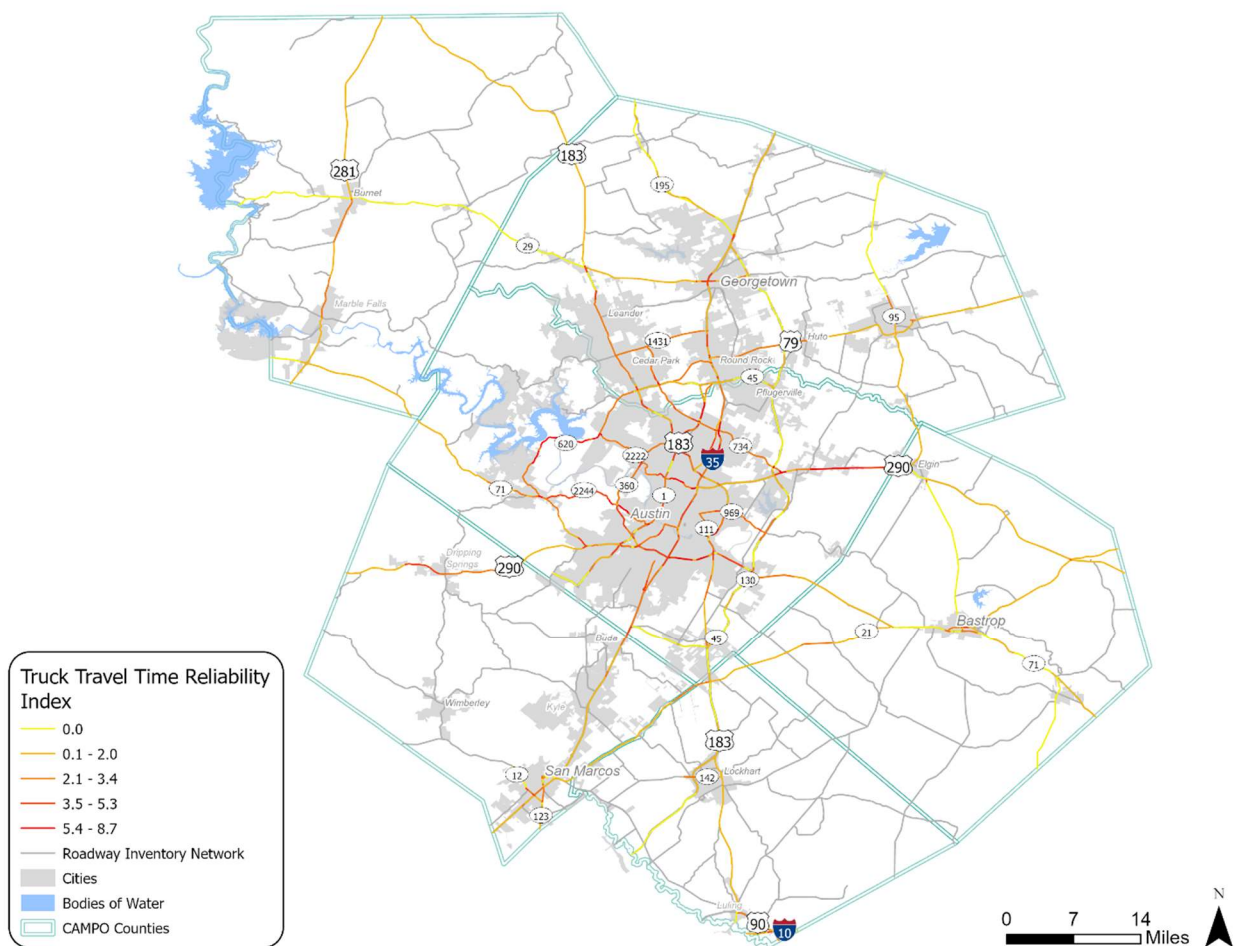 183
281
Burnet
195
29
Georgetown
Marble Falls
Leander
95
1431
79
Hutto
Cedar Park
Round Rock
45
Pflugerville
620
183
734
2222
35
290
Elgin
71
2244
360
1
Austin
969
111
Dripping
Springs
290
130
Bastrop
21
45
Buda
71
Wimberley
Kyle
183
San Marcos
12
142
Lockhart
123
Luling
90
10
Truck Travel Time Reliability
Index
0.0
0.1 - 2.0
2.1 - 3.4
3.5 - 5.3
5.4 - 8.7
Roadway Inventory Network
Cities
Bodies of Water
CAMPO Counties
N
0 7 14
Miles